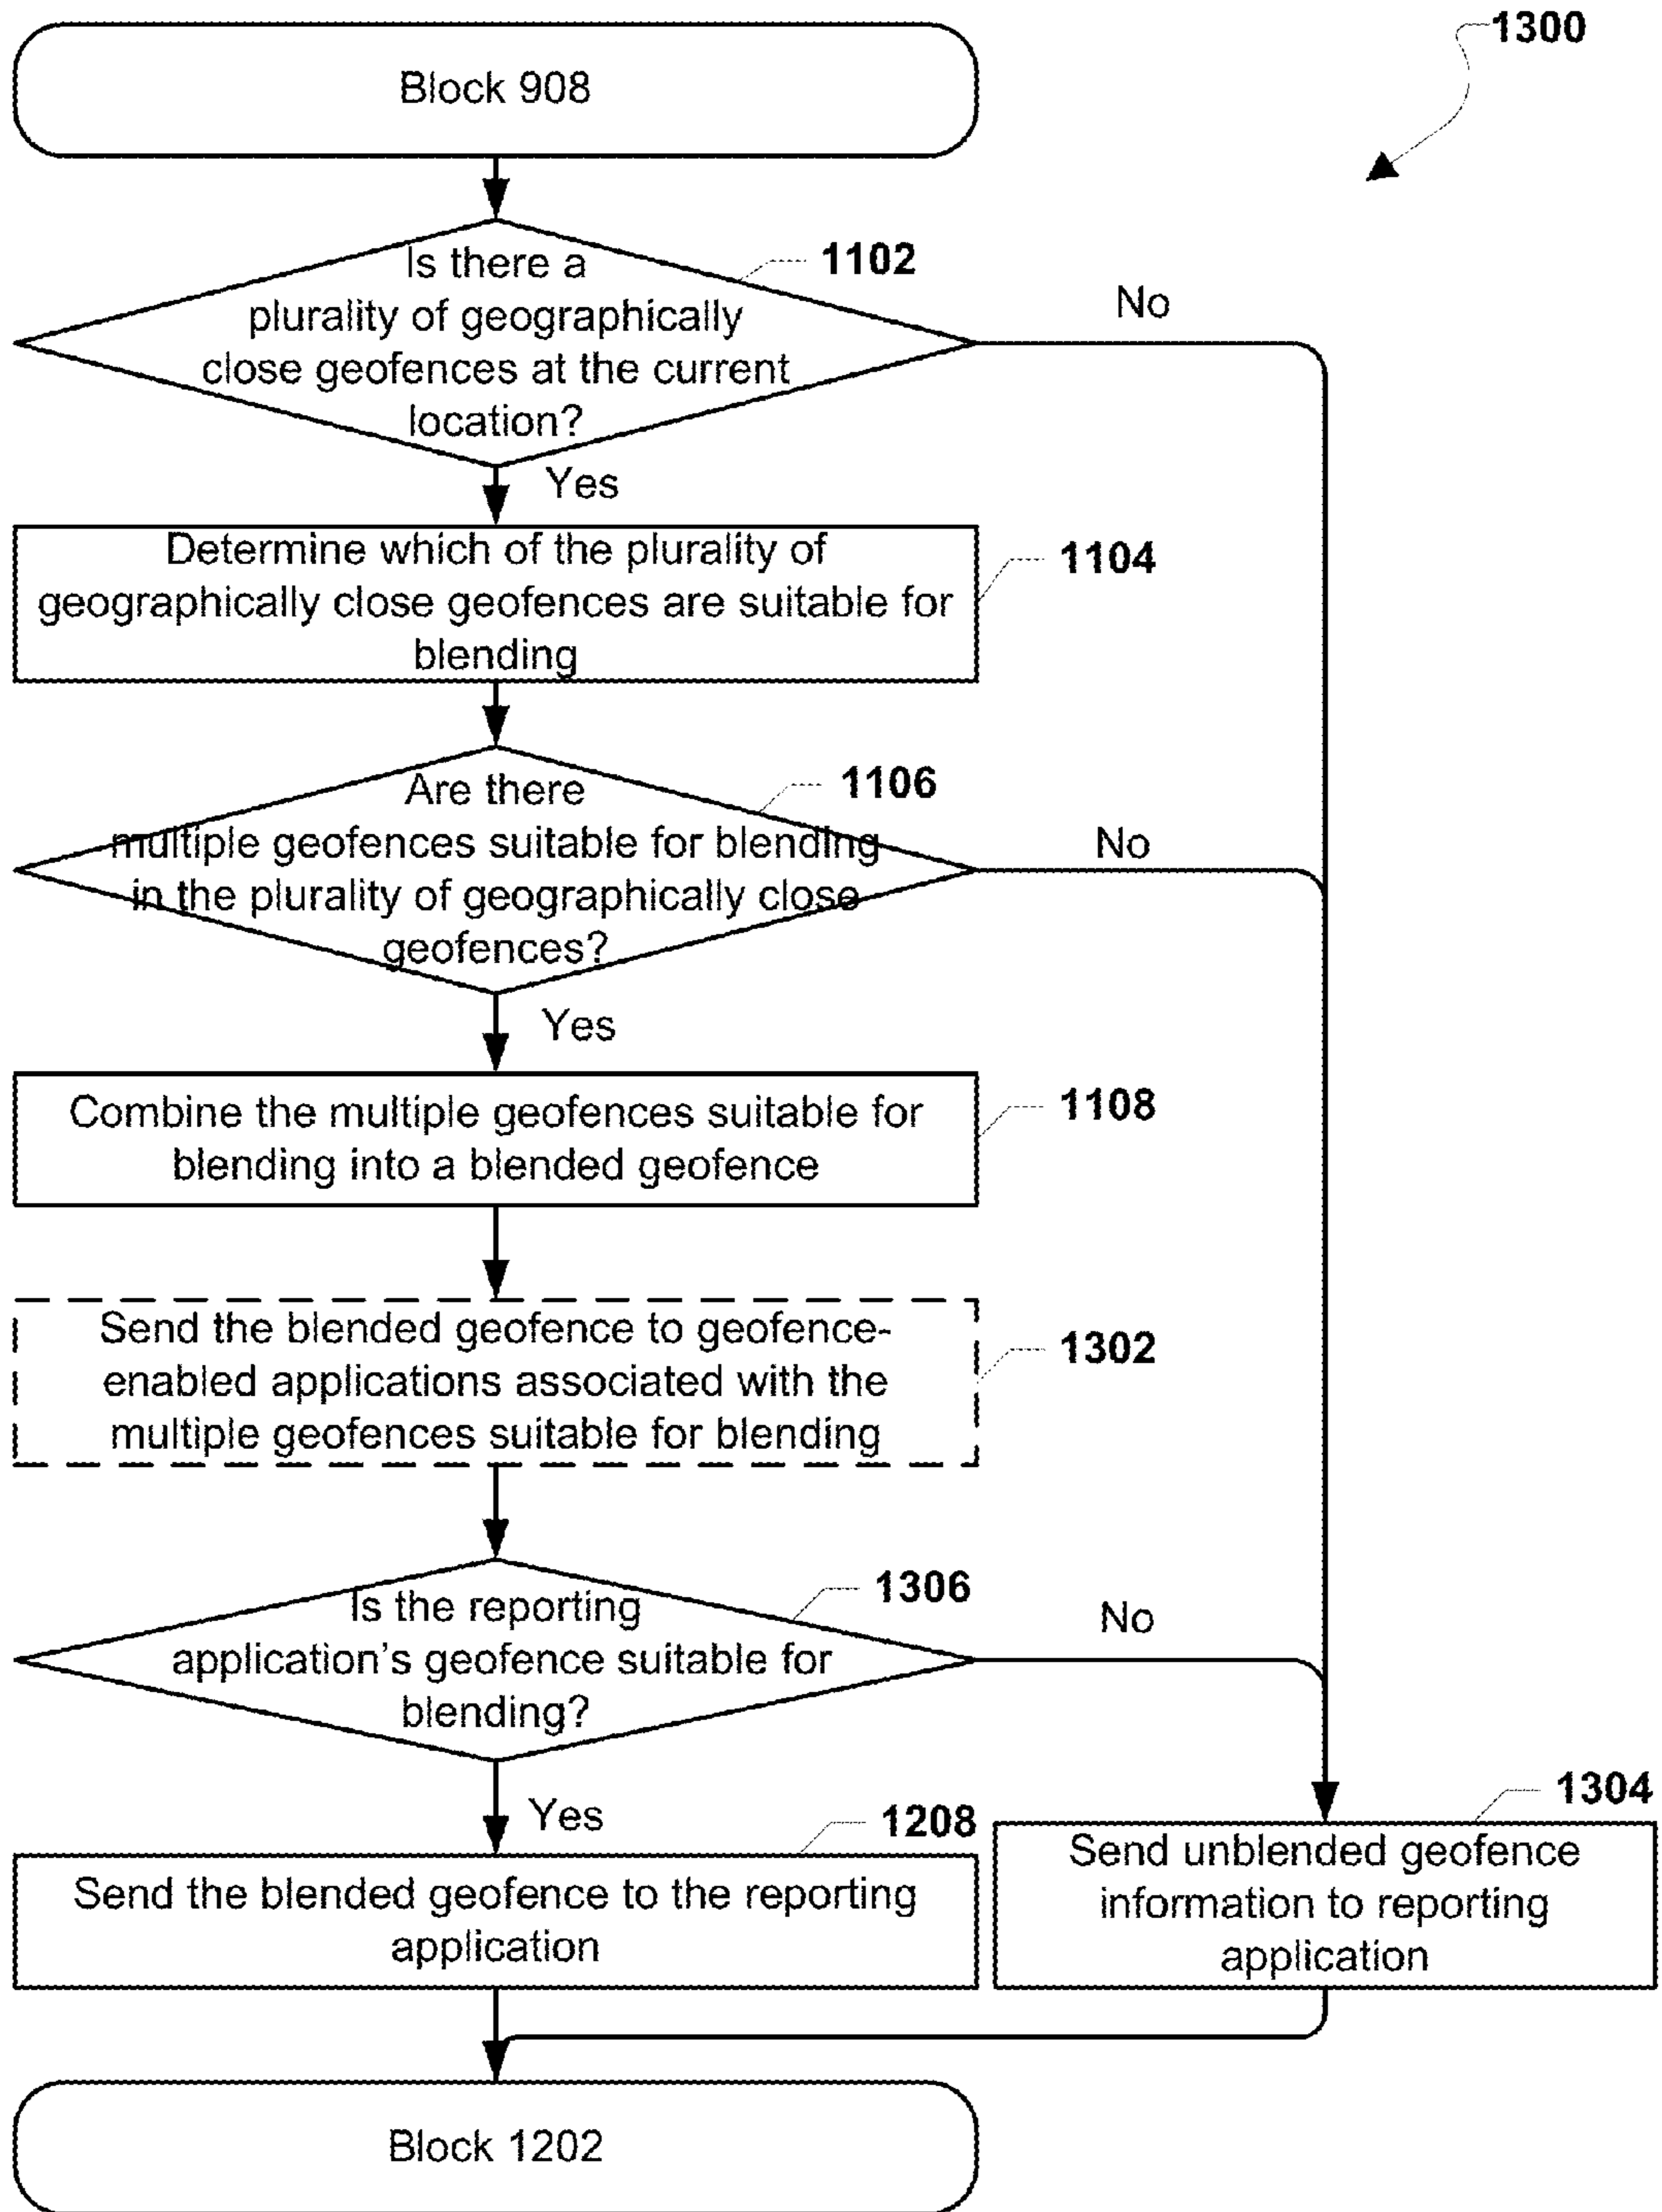 1300
Block 908
Is there a
plurality of geographically
close geofences at the current
location?
1102
No
Yes
Determine which of the plurality of
geographically close geofences are suitable for
blending
1104
Are there
multiple geofences suitable for blending
in the plurality of geographically close
geofences?
1106
No
Yes
Combine the multiple geofences suitable for
blending into a blended geofence
1108
Send the blended geofence to geofence-
enabled applications associated with the
multiple geofences suitable for blending
1302
Is the reporting
application's geofence suitable for
blending?
1306
No
Yes
1208
Send the blended geofence to the reporting
application
1304
Send unblended geofence
information to reporting
application
Block 1202